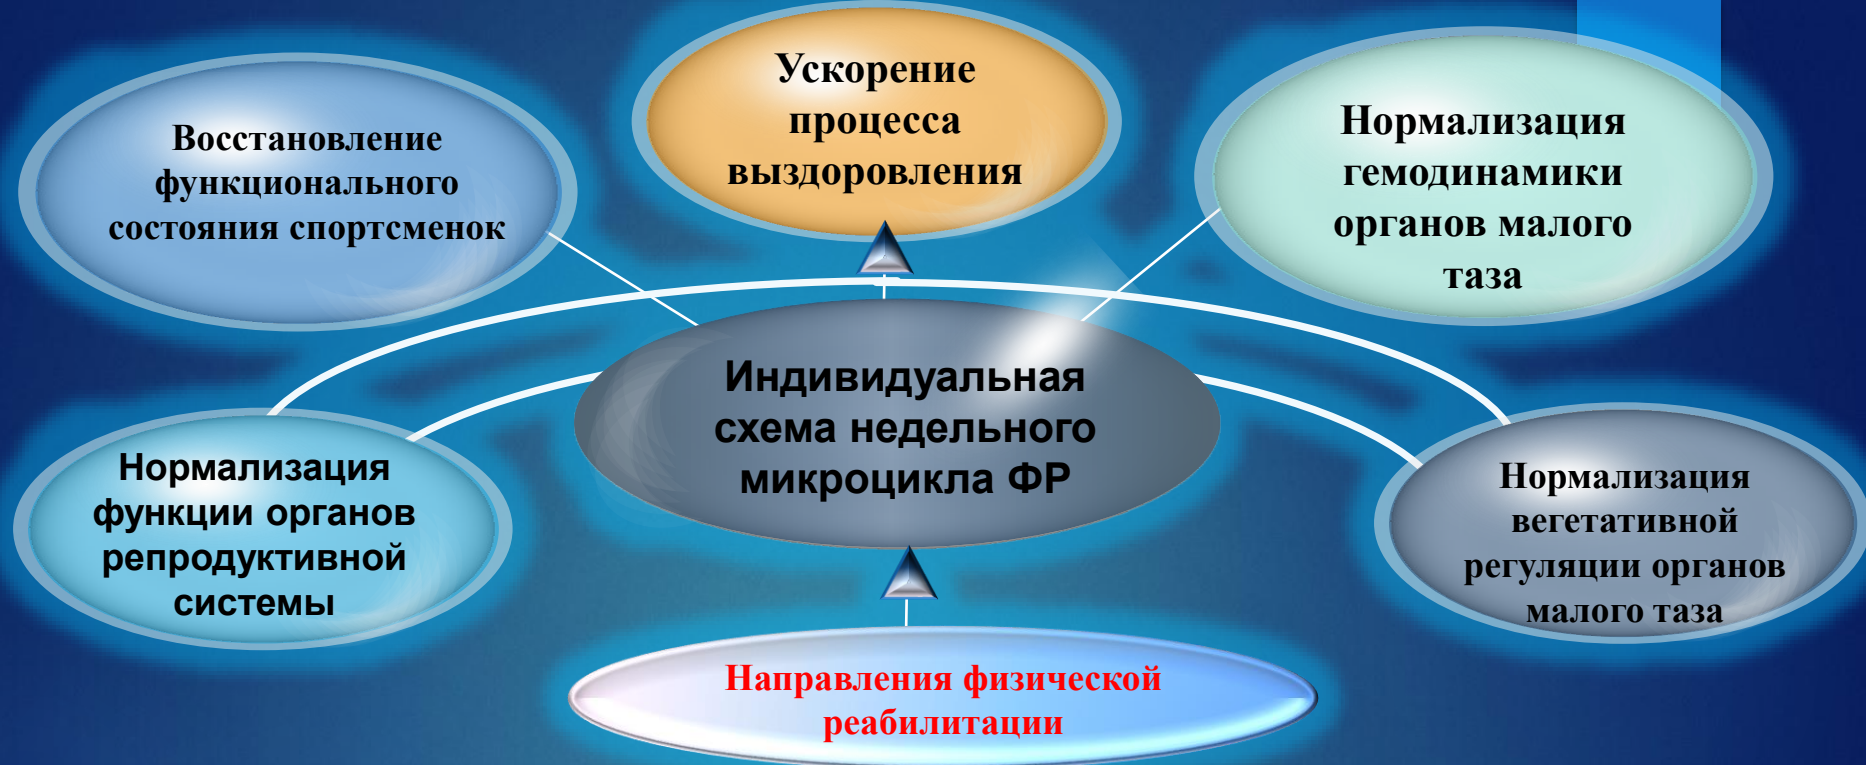 Восстановление
функционального
состояния спортсменок
Ускорение
процесса
выздоровления
Нормализация
гемодинамики
органов малого
таза
Индивидуальная
схема недельного
микроцикла ФР
Нормализация
функции органов
репродуктивной
системы
Нормализация
вегетативной
регуляции органов
малого таза
Направления физической
реабилитации